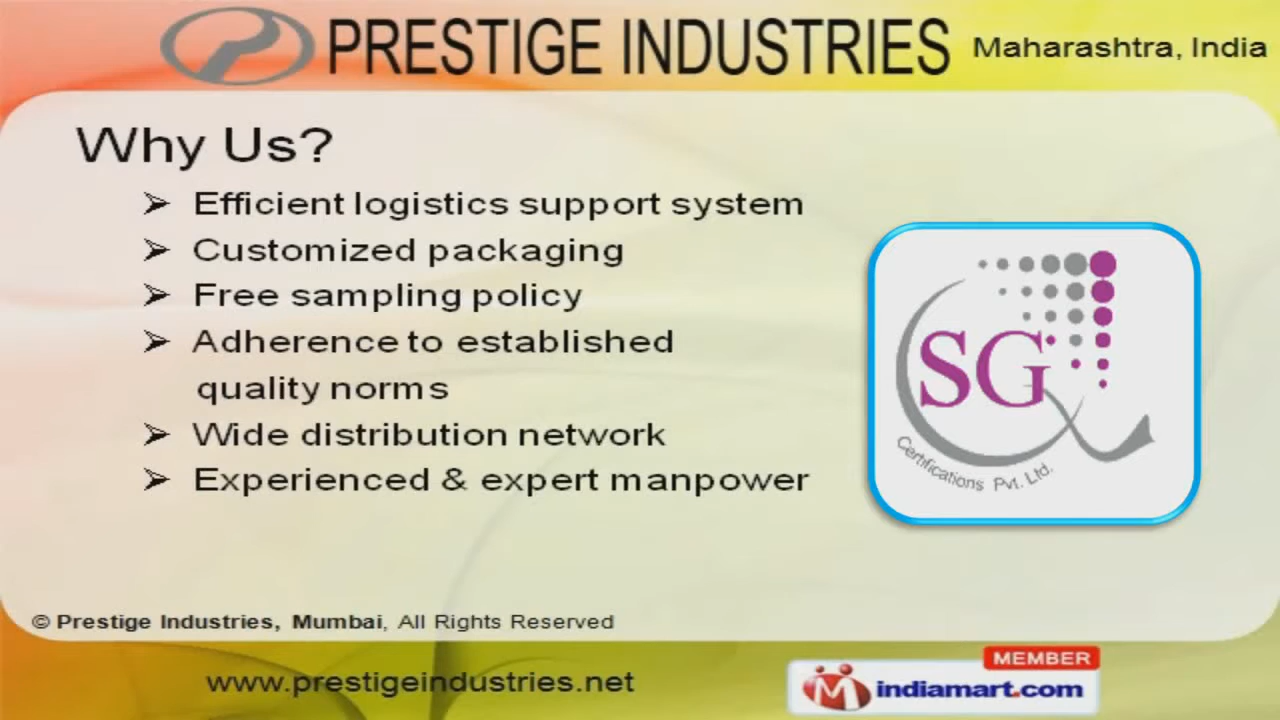 PRESTIGE INDUSTRIES
Maharashtra, India
Why Us?
➢ Efficient logistics support system
➢ Customized packaging
➢ Free sampling policy
➢ Adherence to established
quality norms
➢ Wide distribution network
➢ Experienced & expert manpower
SG
Certifications Pvt. Ltd.
© Prestige Industries, Mumbai, All Rights Reserved
www.prestigeindustries.net
MEMBER
indiamart.com